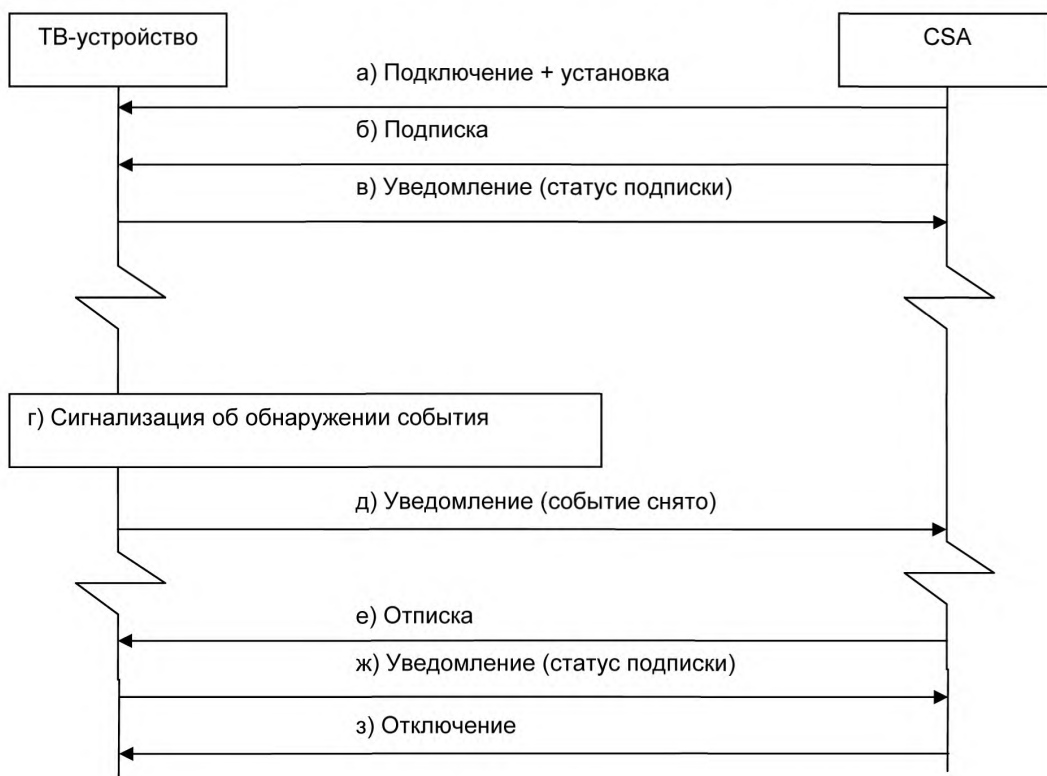 ТВ-устройство
CSA
а) Подключение + установка
б) Подписка
в) Уведомление (статус подписки)
г) Сигнализация об обнаружении события
д) Уведомление (событие снято)
е) Отписка
ж) Уведомление (статус подписки)
з) Отключение